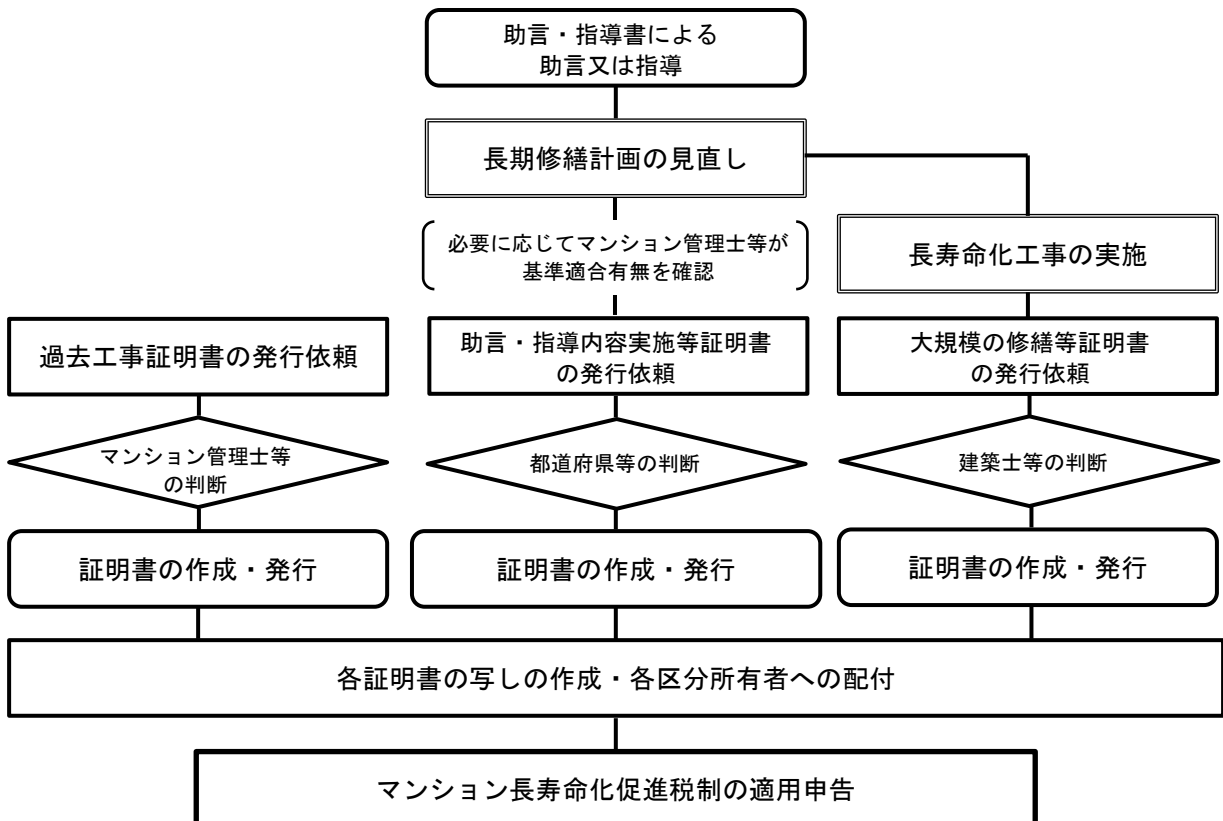 助言・指導書による
助言又は指導
長期修繕計画の見直し
必要に応じてマンション管理士等が
基準適合有無を確認
長寿命化工事の実施
過去工事証明書の発行依頼
助言・指導内容実施等証明書
の発行依頼
大規模の修繕等証明書
の発行依頼
マンション管理士等
の判断
都道府県等の判断
建築士等の判断
証明書の作成・発行
証明書の作成・発行
証明書の作成・発行
各証明書の写しの作成・各区分所有者への配付
マンション長寿命化促進税制の適用申告